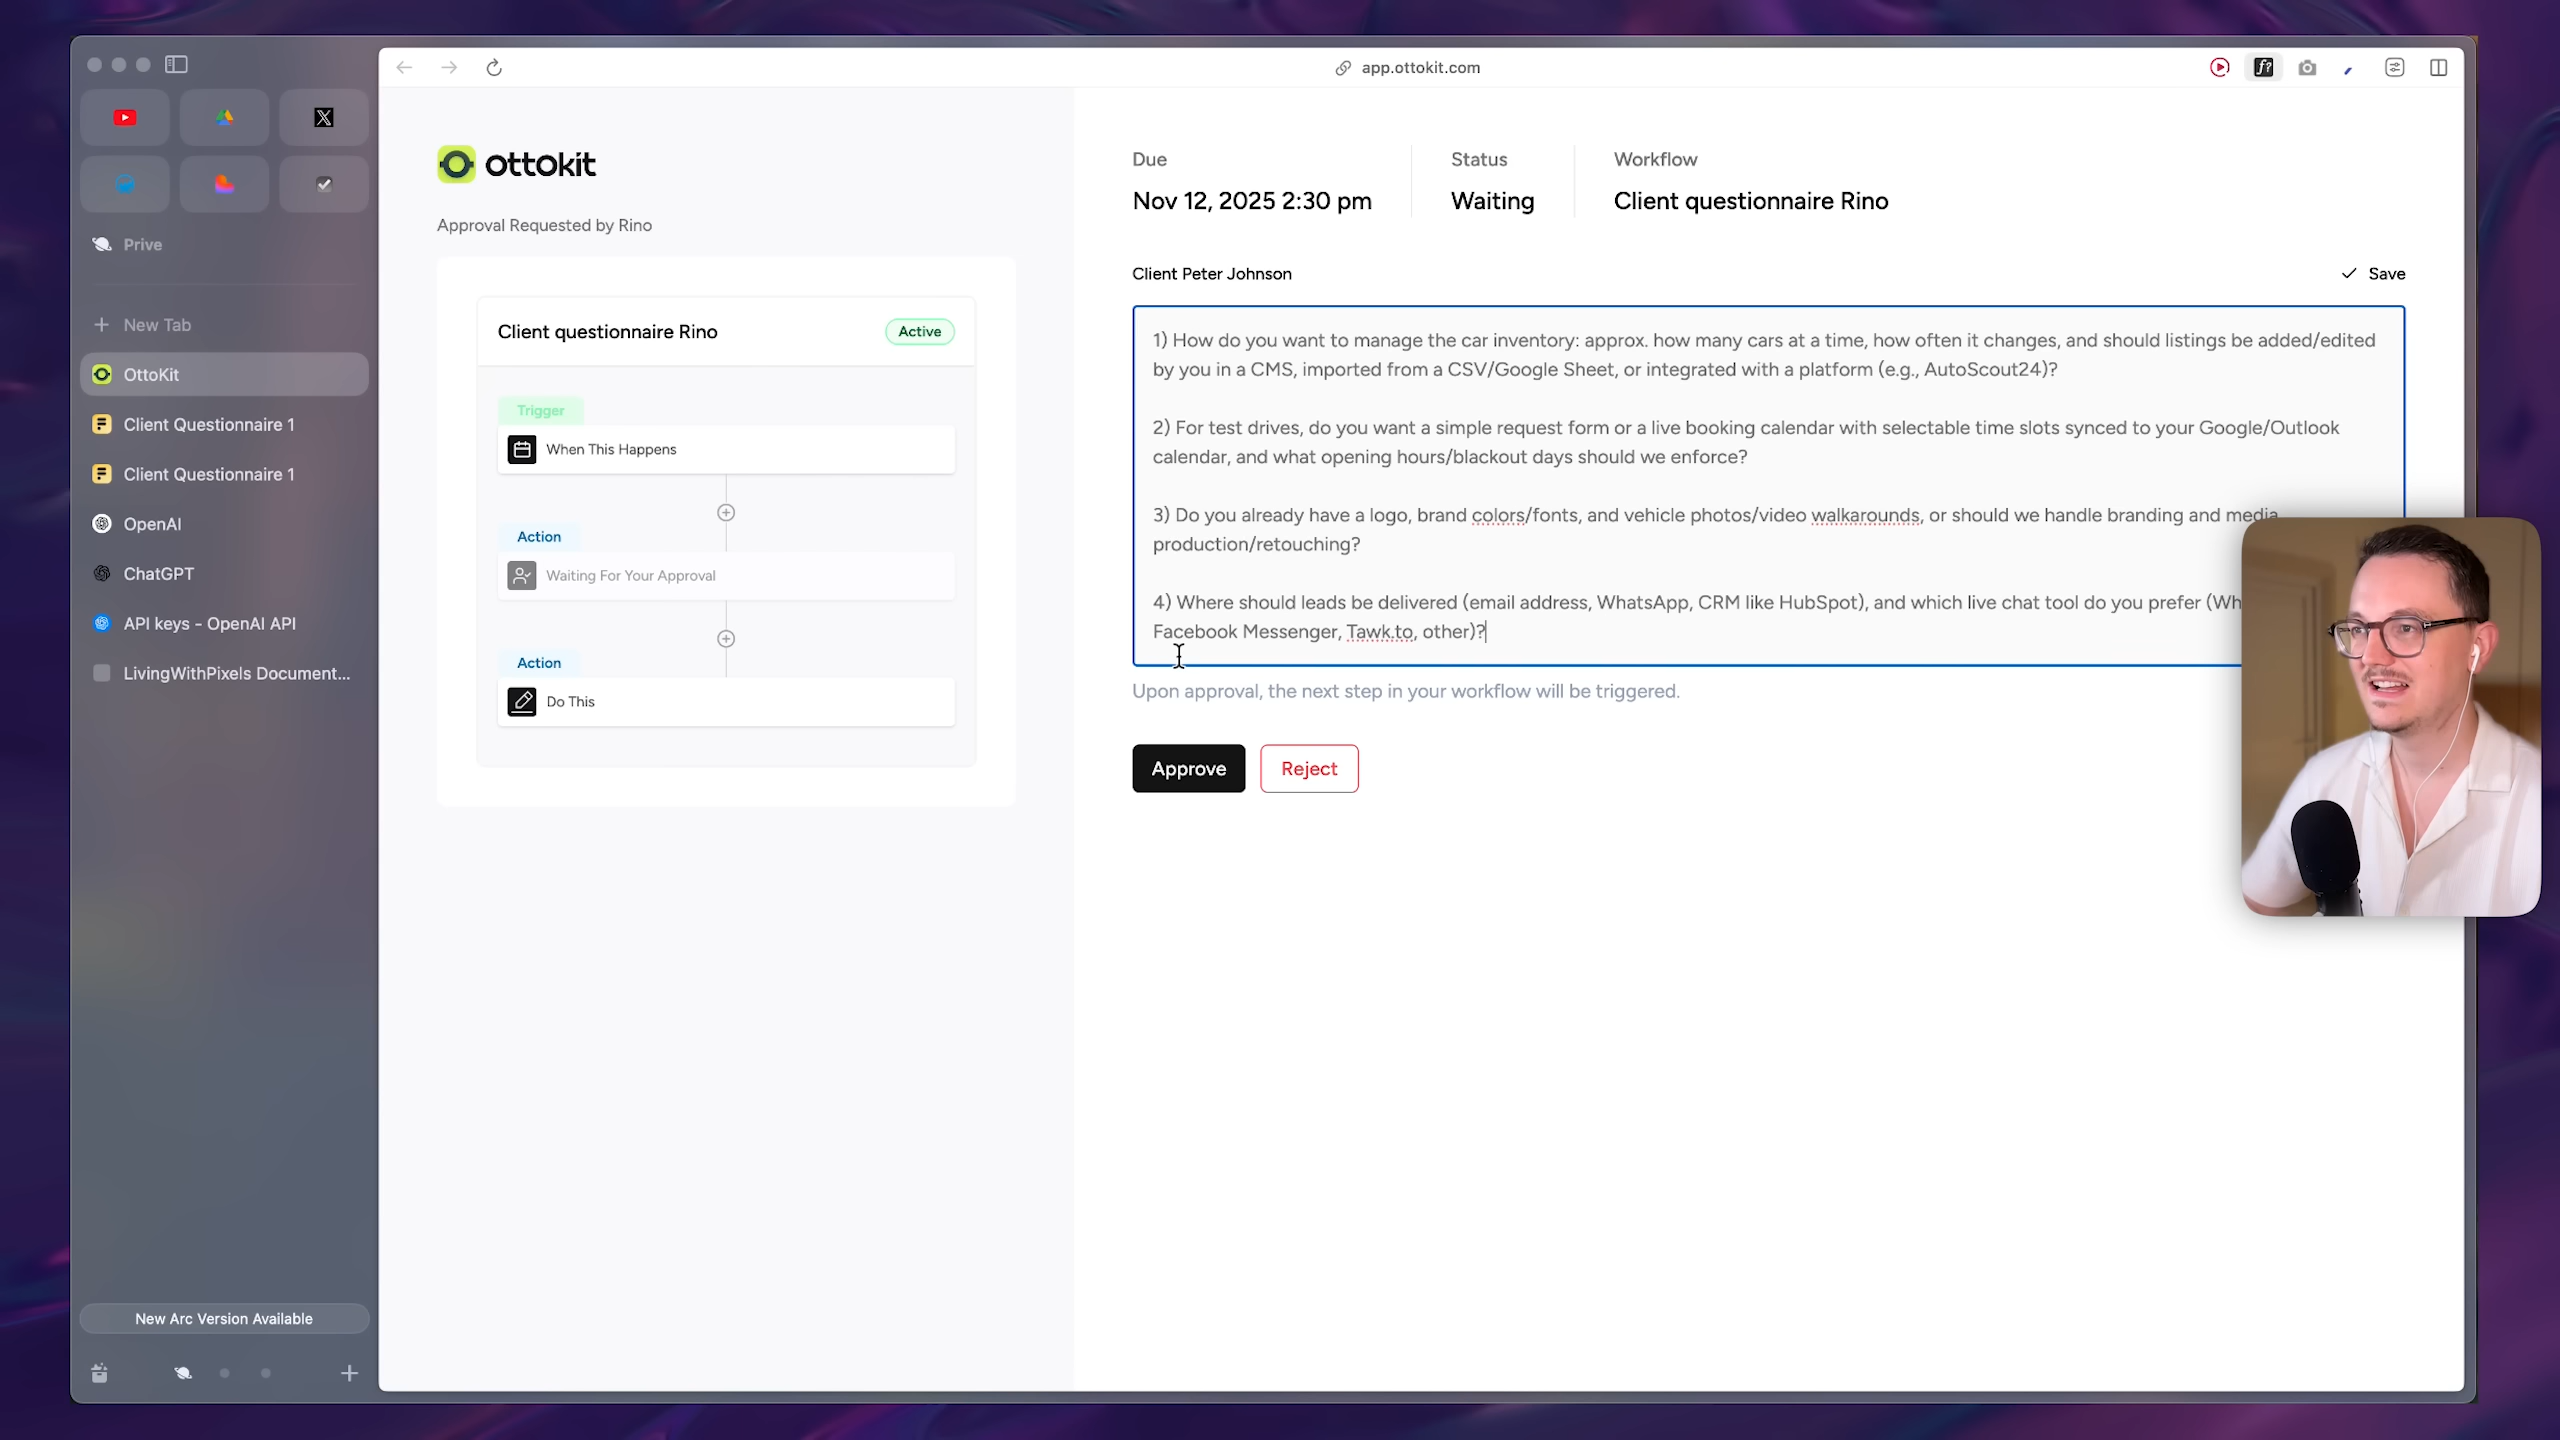 app.ottokit.com
Prive
New Tab
OttoKit
Client Questionnaire 1
Client Questionnaire 1
OpenAI
ChatGPT
API keys - OpenAI API
LivingWithPixels Document...
New Arc Version Available
ottokit
Approval Requested by Rino
Client questionnaire Rino
Active
Trigger
When This Happens
Action
Waiting For Your Approval
Action
Do This
Due
Nov 12, 2025 2:30 pm
Status
Waiting
Workflow
Client questionnaire Rino
Client Peter Johnson
Save
1) How do you want to manage the car inventory: approx. how many cars at a time, how often it changes, and should listings be added/edited
by you in a CMS, imported from a CSV/Google Sheet, or integrated with a platform (e.g., AutoScout24)?
2) For test drives, do you want a simple request form or a live booking calendar with selectable time slots synced to your Google/Outlook
calendar, and what opening hours/blackout days should we enforce?
3) Do you already have a logo, brand colors/fonts, and vehicle photos/video walkarounds, or should we handle branding and media
production/retouching?
4) Where should leads be delivered (email address, WhatsApp, CRM like HubSpot), and which live chat tool do you prefer (
Facebook Messenger, Tawk.to, other)?
Upon approval, the next step in your workflow will be triggered.
Approve
Reject